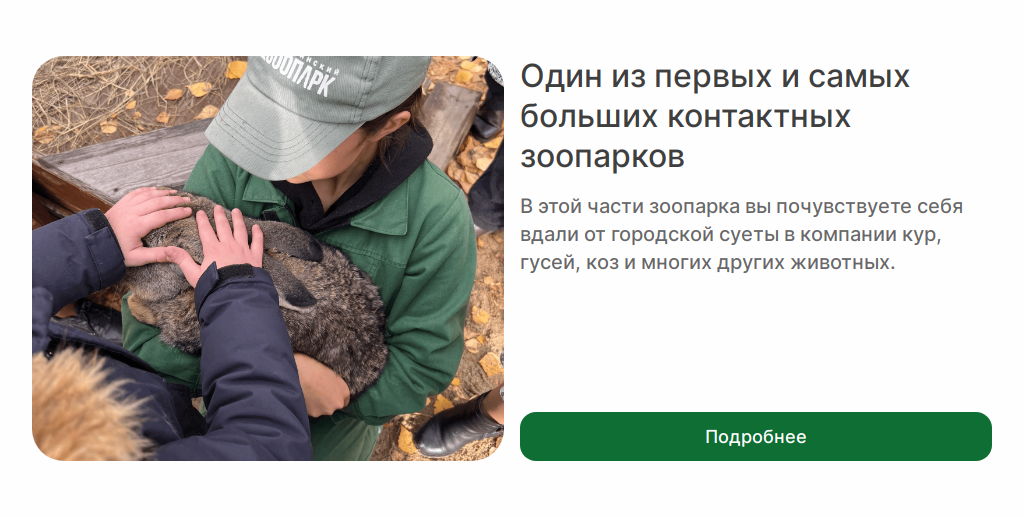 ЗООПАРК
Один из первых и самых
больших контактных
зоопарков
В этой части зоопарка вы почувствуете себя
вдали от городской суеты в компании кур,
гусей, коз и многих других животных.
Подробнее